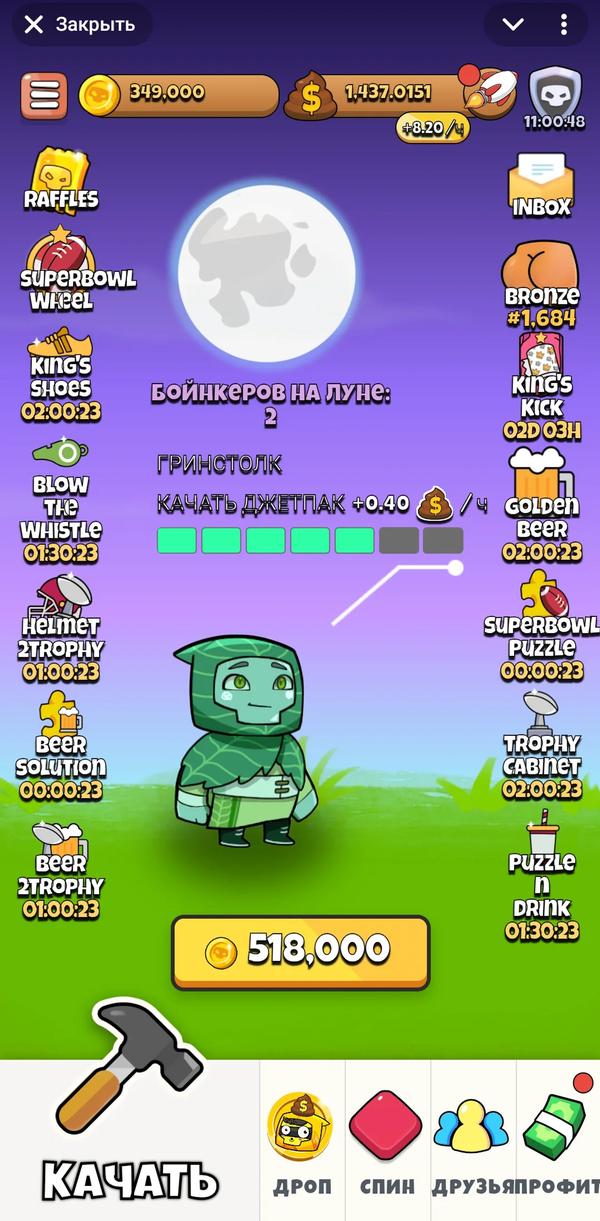 Закрыть
349,000
1,437.0151
+8.20 /ч
11:00:48
RAFFLES
SUPERBOWL
WHEEL
KING'S
SHOES
02:00:23
BLOW
THE
WHISTLE
01:30:23
HELMET
2TROPHY
01:00:23
BEER
SOLUTION
00:00:23
BEER
2TROPHY
01:00:23
БОЙНКЕРОВ НА ЛУНЕ:
2
ГРИНСТОЛК
КАЧАТЬ ДЖЕТПАК +0.40 $ / ч
INBOX
BRONZE
#1,684
KING'S
KICK
02D 03H
GOLDEN
BEER
02:00:23
SUPERBOWL
PUZZLE
00:00:23
TROPHY
CABINET
02:00:23
PUZZLE
N
DRINK
01:30:23
518,000
КАЧАТЬ
ДРОП
СПИН
ДРУЗЬЯ
ПРОФИТ